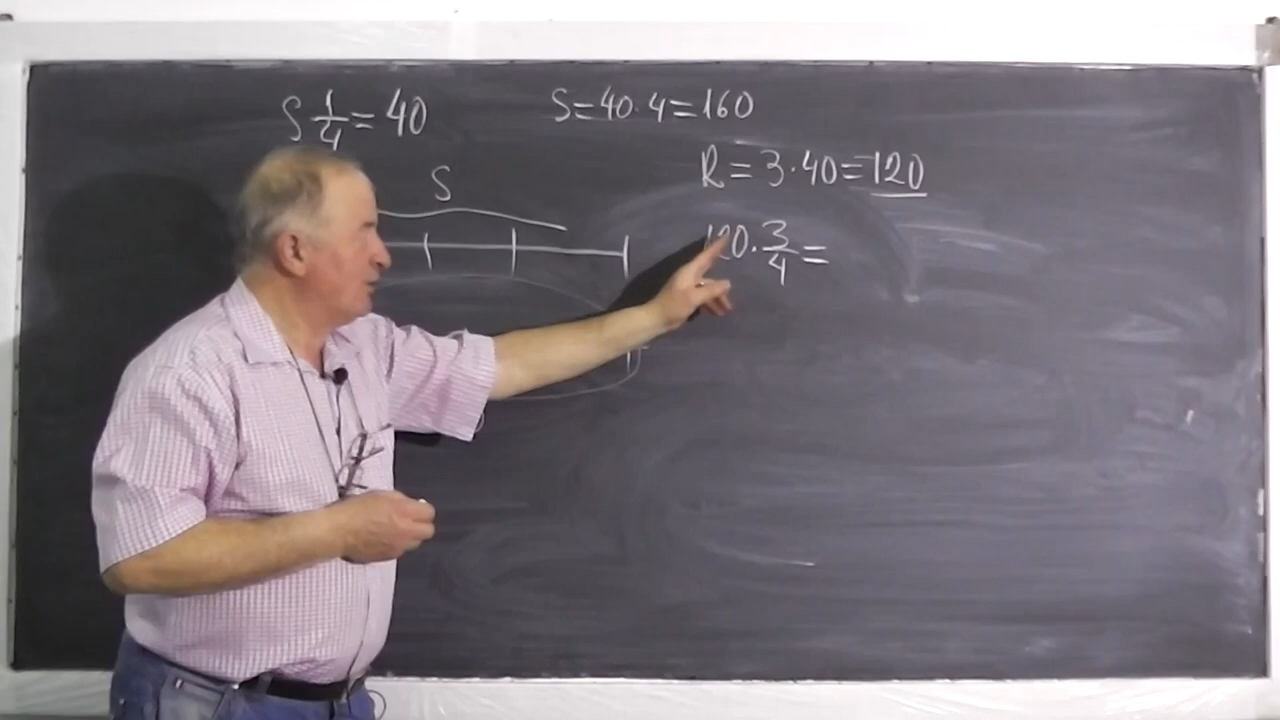 S 1/4 = 40
S = 40 · 4 = 160
R = 3 · 40 = 120
S
120 · 3/4 =